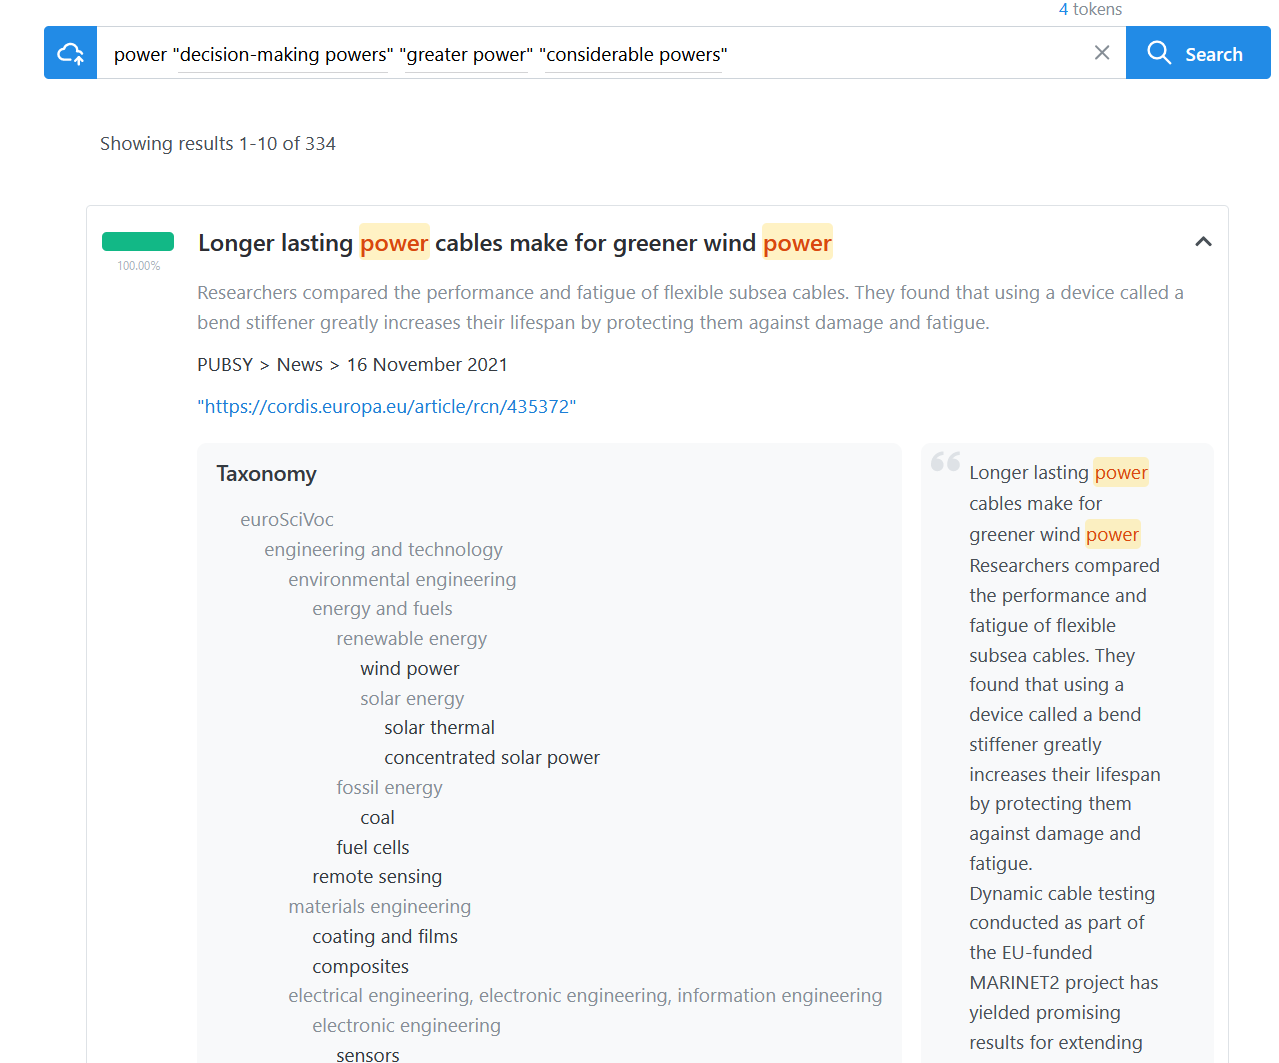 4 tokens
power "decision-making powers" "greater power" "considerable powers"
Search
Showing results 1-10 of 334
Longer lasting power cables make for greener wind power
100.00%
Researchers compared the performance and fatigue of flexible subsea cables. They found that using a device called a
bend stiffener greatly increases their lifespan by protecting them against damage and fatigue.
PUBSY > News > 16 November 2021
"https://cordis.europa.eu/article/rcn/435372"
Taxonomy
euroSciVoc
engineering and technology
environmental engineering
energy and fuels
renewable energy
wind power
solar energy
solar thermal
concentrated solar power
fossil energy
coal
fuel cells
remote sensing
materials engineering
coating and films
composites
electrical engineering, electronic engineering, information engineering
electronic engineering
sensors
Longer lasting power
cables make for
greener wind power
Researchers compared
the performance and
fatigue of flexible
subsea cables. They
found that using a
device called a bend
stiffener greatly
increases their lifespan
by protecting them
against damage and
fatigue.
Dynamic cable testing
conducted as part of
the EU-funded
MARINET2 project has
yielded promising
results for extending